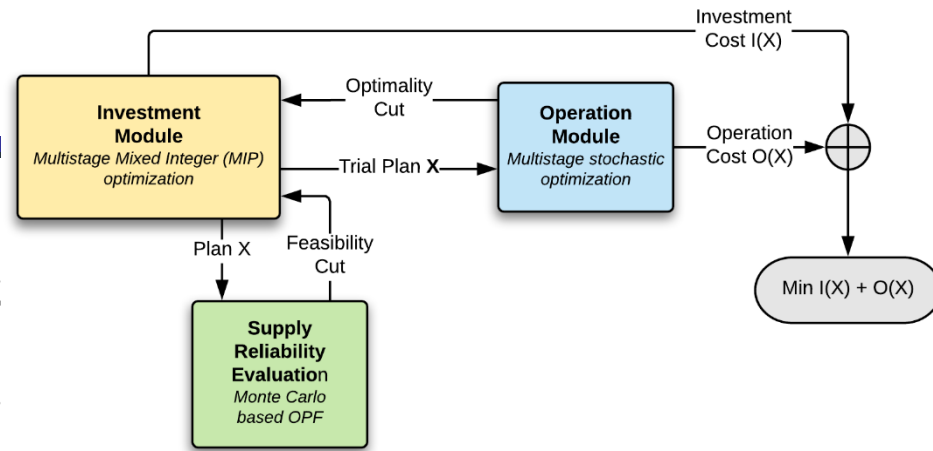 Investment
Cost I(X)
Investment
Module
Multistage Mixed Integer (MIP)
optimization
Optimality
Cut
Trial Plan X
Operation
Module
Multistage stochastic
optimization
Operation
Cost O(X)
Plan X
Feasibility
Cut
Min I(X) + O(X)
Supply
Reliability
Evaluation
Monte Carlo
based OPF